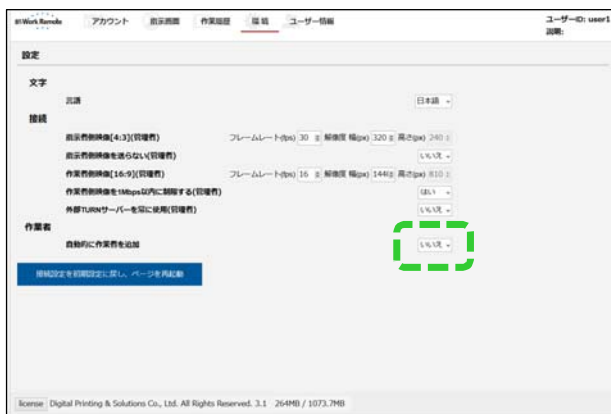 Work Remote アカウント 指示画面 作業履歴 環境 ユーザー情報 ユーザーID: user1
説明:
設定
文字
言語 日本語
接続
指示者側映像[4:3](管理者) フレームレート(fps) 30 解像度 幅(px) 320 高さ(px) 240
指示者側映像を送らない(管理者) いいえ
作業者側映像[16:9](管理者) フレームレート(fps) 16 解像度 幅(px) 1440 高さ(px) 810
作業者側映像を1Mbps以内に制限する(管理者) はい
外部TURNサーバーを常に使用(管理者) いいえ
作業者
自動的に作業者を追加 いいえ
接続設定を初期設定に戻し、ページを再起動
license Digital Printing & Solutions Co., Ltd. All Rights Reserved. 3.1 264MB / 1073.7MB